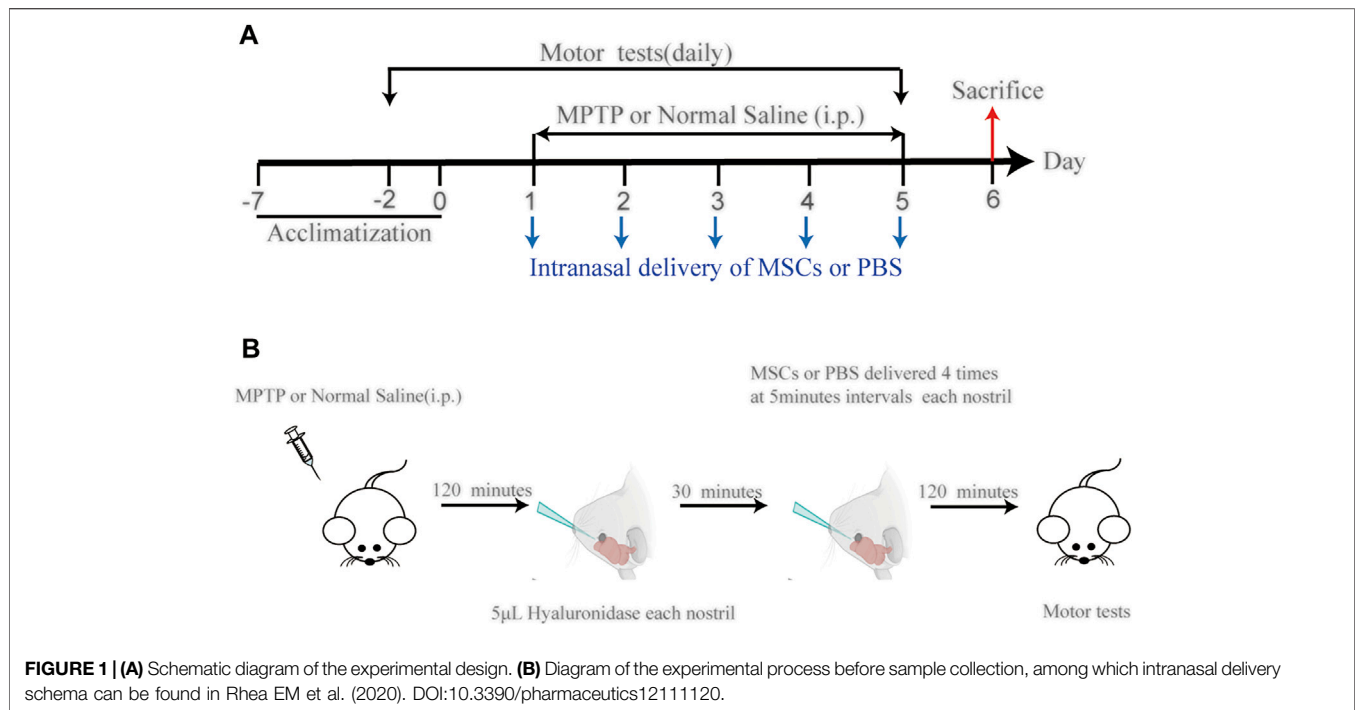 A
Motor tests(daily)
Sacrifice
MPTP or Normal Saline (i.p.)
Day
-7 -2 0 1 2 3 4 5 6
Acclimatization
Intranasal delivery of MSCs or PBS
B
MSCs or PBS delivered 4 times
at 5minutes intervals each nostril
MPTP or Normal Saline(i.p.)
120 minutes
30 minutes
120 minutes
5μL Hyaluronidase each nostril
Motor tests
FIGURE 1 | (A) Schematic diagram of the experimental design. (B) Diagram of the experimental process before sample collection, among which intranasal delivery
schema can be found in Rhea EM et al. (2020). DOI:10.3390/pharmaceutics12111120.